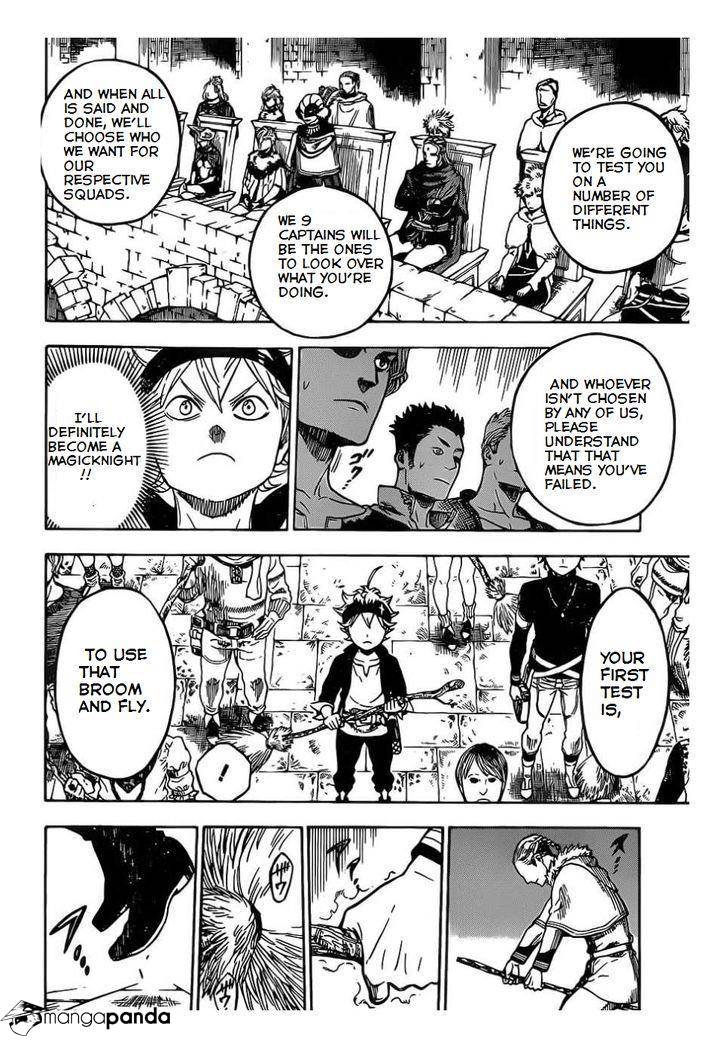 WE'RE GOING
TO TEST YOU
ON A
NUMBER OF
DIFFERENT
THINGS.
WE 9
CAPTAINS WILL
BE THE ONES
TO LOOK OVER
WHAT YOU'RE
DOING.
AND WHEN ALL
IS SAID AND
DONE, WE'LL
CHOOSE WHO
WE WANT FOR
OUR
RESPECTIVE
SQUADS.
AND WHOEVER
ISN'T CHOSEN
BY ANY OF US,
PLEASE
UNDERSTAND
THAT THAT
MEANS YOU'VE
FAILED.
I'LL
DEFINITELY
BECOME A
MAGICKNIGHT
!!
YOUR
FIRST
TEST
IS,
TO USE
THAT
BROOM
AND FLY.
!
mangapanda